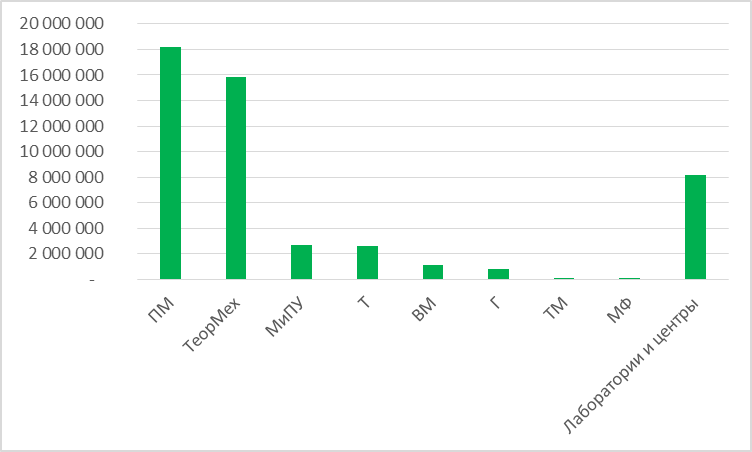 20 000 000
18 000 000
16 000 000
14 000 000
12 000 000
10 000 000
8 000 000
6 000 000
4 000 000
2 000 000
-
ПМ
ТеорМех
МиПУ
Т
ВМ
Г
ТМ
МФ
Лаборатории и центры